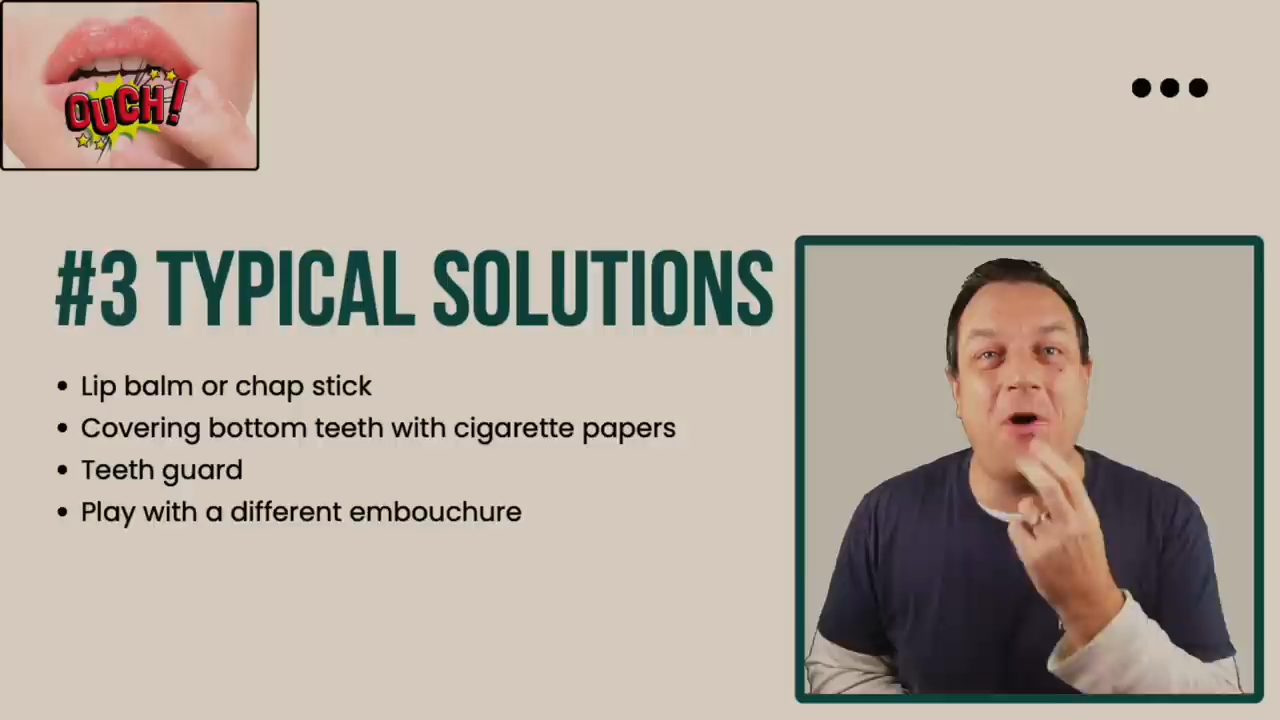 OUCH!
#3 TYPICAL SOLUTIONS
• Lip balm or chap stick
• Covering bottom teeth with cigarette papers
• Teeth guard
• Play with a different embouchure